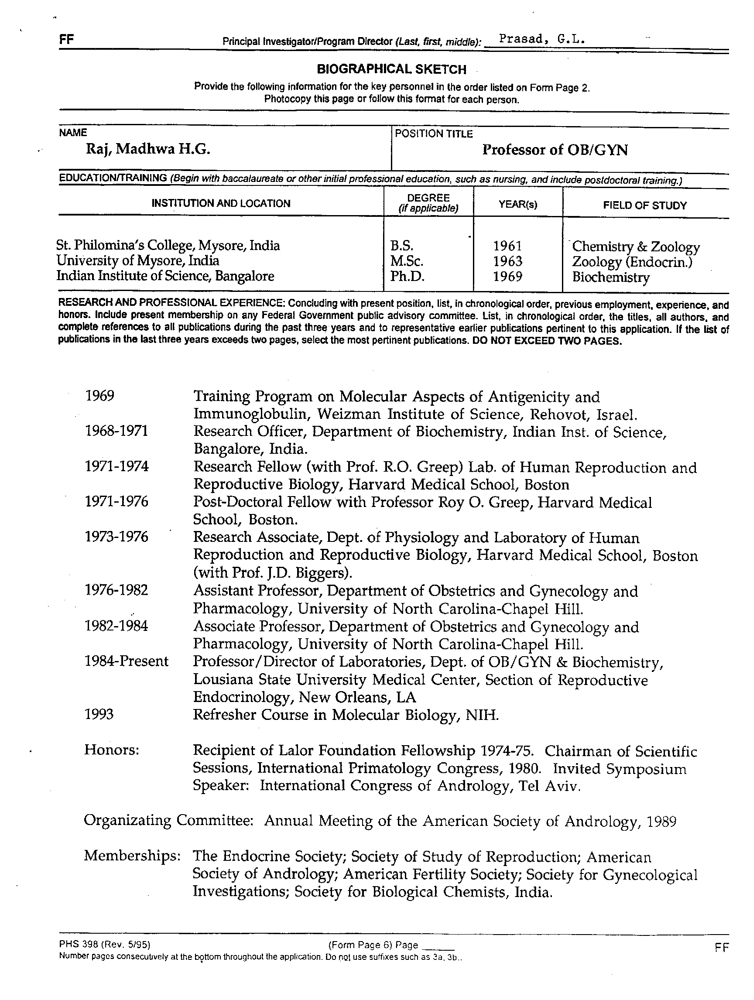 FF Principal Investigator/Program Director (Last, first, middle): Prasad, G.L.
BIOGRAPHICAL SKETCH
Provide the following information for the key personnel in the order listed on Form Page 2.
Photocopy this page or follow this format for each person.
NAME POSITION TITLE
Raj, Madhwa H.G. Professor of OB/GYN
EDUCATION/TRAINING (Begin with baccalaureate or other initial professional education, such as nursing, and include postdoctoral training.)
INSTITUTION AND LOCATION DEGREE (if applicable) YEAR(s) FIELD OF STUDY
St. Philomina's College, Mysore, India B.S. 1961 Chemistry & Zoology
University of Mysore, India M.Sc. 1963 Zoology (Endocrin.)
Indian Institute of Science, Bangalore Ph.D. 1969 Biochemistry
RESEARCH AND PROFESSIONAL EXPERIENCE: Concluding with present position, list, in chronological order, previous employment, experience, and
honors. Include present membership on any Federal Government public advisory committee. List, in chronological order, the titles, all authors, and
complete references to all publications during the past three years and to representative earlier publications pertinent to this application. If the list of
publications in the last three years exceeds two pages, select the most pertinent publications. DO NOT EXCEED TWO PAGES.
1969 Training Program on Molecular Aspects of Antigenicity and
Immunoglobulin, Weizman Institute of Science, Rehovot, Israel.
1968-1971 Research Officer, Department of Biochemistry, Indian Inst. of Science,
Bangalore, India.
1971-1974 Research Fellow (with Prof. R.O. Greep) Lab. of Human Reproduction and
Reproductive Biology, Harvard Medical School, Boston
1971-1976 Post-Doctoral Fellow with Professor Roy O. Greep, Harvard Medical
School, Boston.
1973-1976 Research Associate, Dept. of Physiology and Laboratory of Human
Reproduction and Reproductive Biology, Harvard Medical School, Boston
(with Prof. J.D. Biggers).
1976-1982 Assistant Professor, Department of Obstetrics and Gynecology and
Pharmacology, University of North Carolina-Chapel Hill.
1982-1984 Associate Professor, Department of Obstetrics and Gynecology and
Pharmacology, University of North Carolina-Chapel Hill.
1984-Present Professor/Director of Laboratories, Dept. of OB/GYN & Biochemistry,
Lousiana State University Medical Center, Section of Reproductive
Endocrinology, New Orleans, LA
1993 Refresher Course in Molecular Biology, NIH.
Honors: Recipient of Lalor Foundation Fellowship 1974-75. Chairman of Scientific
Sessions, International Primatology Congress, 1980. Invited Symposium
Speaker: International Congress of Andrology, Tel Aviv.
Organizating Committee: Annual Meeting of the American Society of Andrology, 1989
Memberships: The Endocrine Society; Society of Study of Reproduction; American
Society of Andrology; American Fertility Society; Society for Gynecological
Investigations; Society for Biological Chemists, India.
PHS 398 (Rev. 5/95) (Form Page 6) Page ____ FF
Number pages consecutively at the bottom throughout the application. Do not use suffixes such as 3a, 3b..